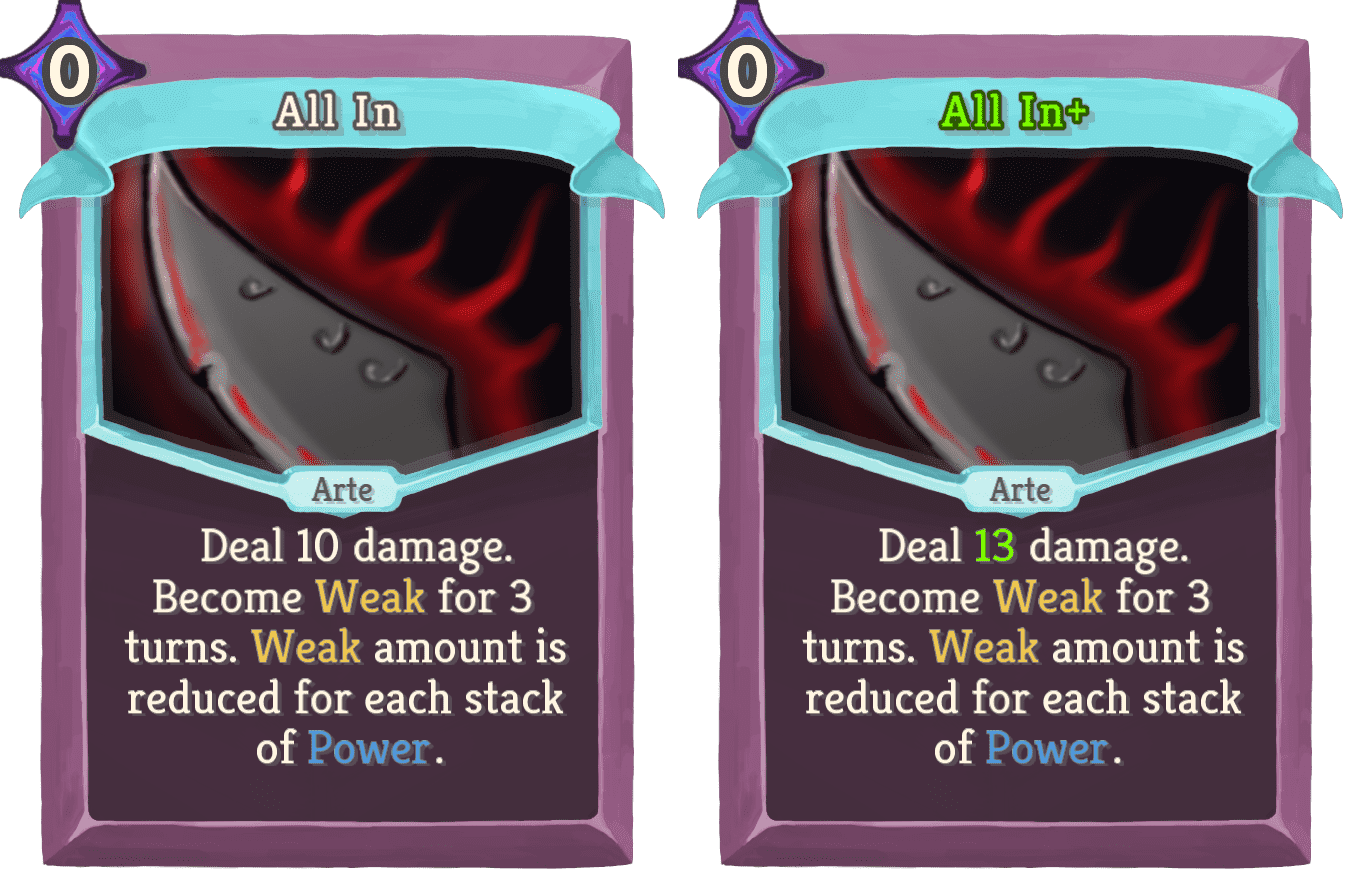 0
All In
Arte
Deal 10 damage.
Become Weak for 3
turns. Weak amount is
reduced for each stack
of Power.
0
All In+
Arte
Deal 13 damage.
Become Weak for 3
turns. Weak amount is
reduced for each stack
of Power.